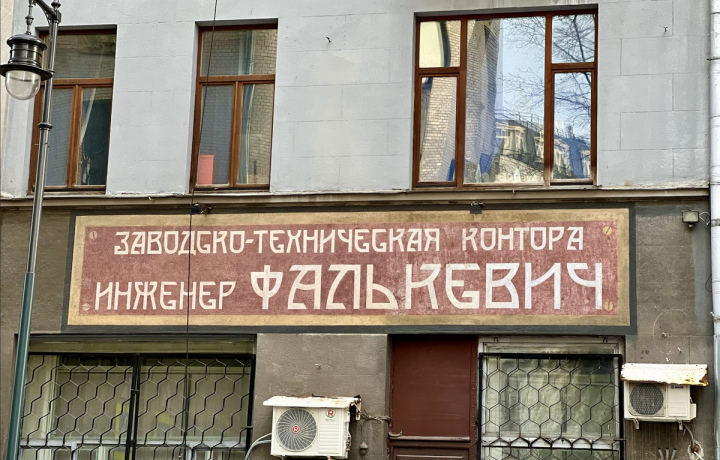 ЗАВОДСКО-ТЕХНИЧЕСКАЯ КОНТОРА
ИНЖЕНЕР ФАЛЬКЕВИЧ